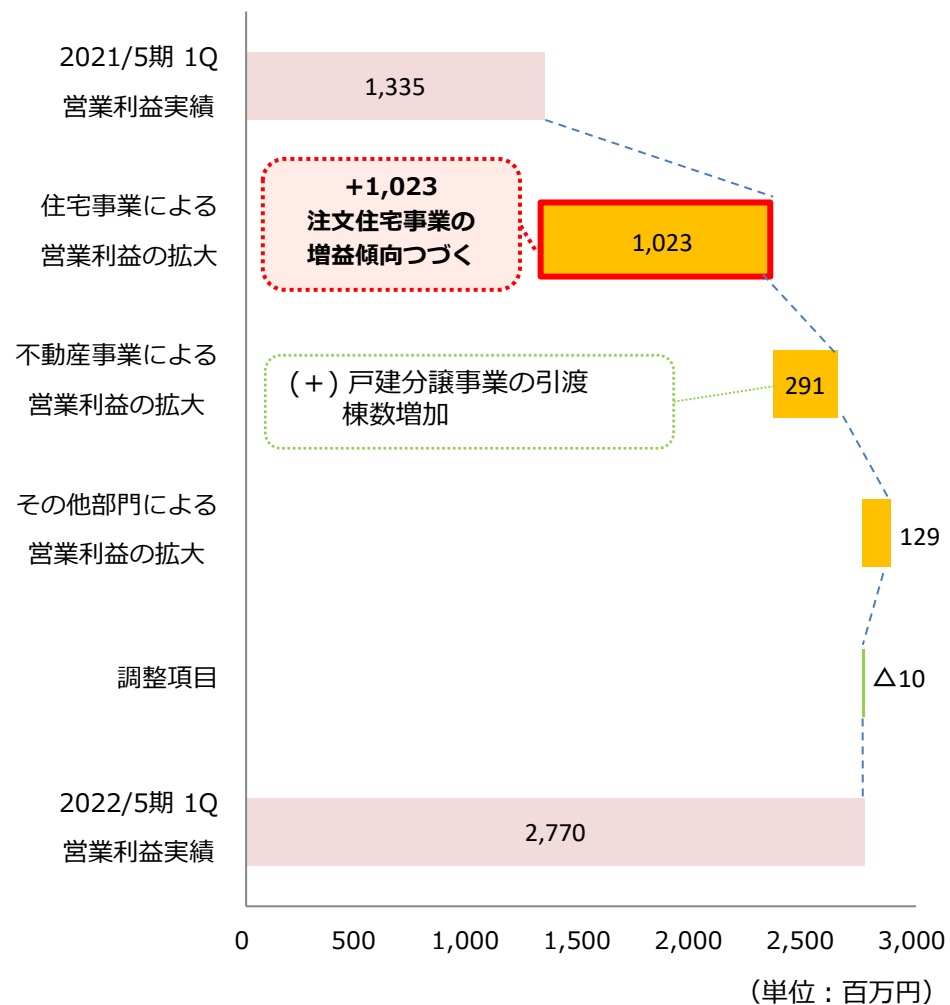 2021/5期 1Q
営業利益実績
1,335
住宅事業による
営業利益の拡大
+1,023
注文住宅事業の
増益傾向つづく
1,023
不動産事業による
営業利益の拡大
(+) 戸建分譲事業の引渡
棟数増加
291
その他部門による
営業利益の拡大
129
調整項目
△10
2022/5期 1Q
営業利益実績
2,770
0 500 1,000 1,500 2,000 2,500 3,000
（単位：百万円）